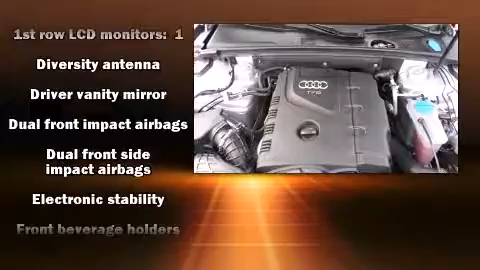 1st row LCD monitors:  1
Diversity antenna
Driver vanity mirror
Dual front impact airbags
Dual front side
impact airbags
Electronic stability
Front beverage holders
TFSI